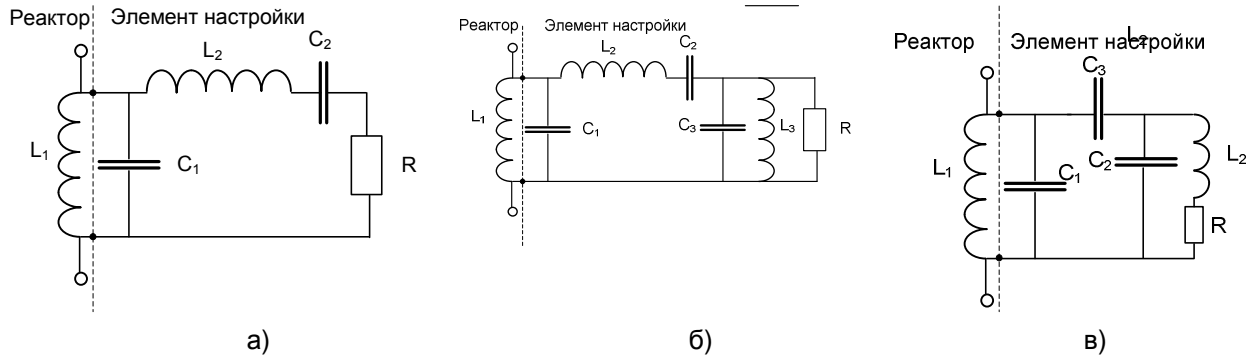 Реактор Элемент настройки
L1
C1
L2
C2
R
а)
Реактор Элемент настройки
L1
C1
L2
C2
C3
L3
R
б)
Реактор Элемент настройки
L2
L1
C1
C3
C2
L2
R
в)